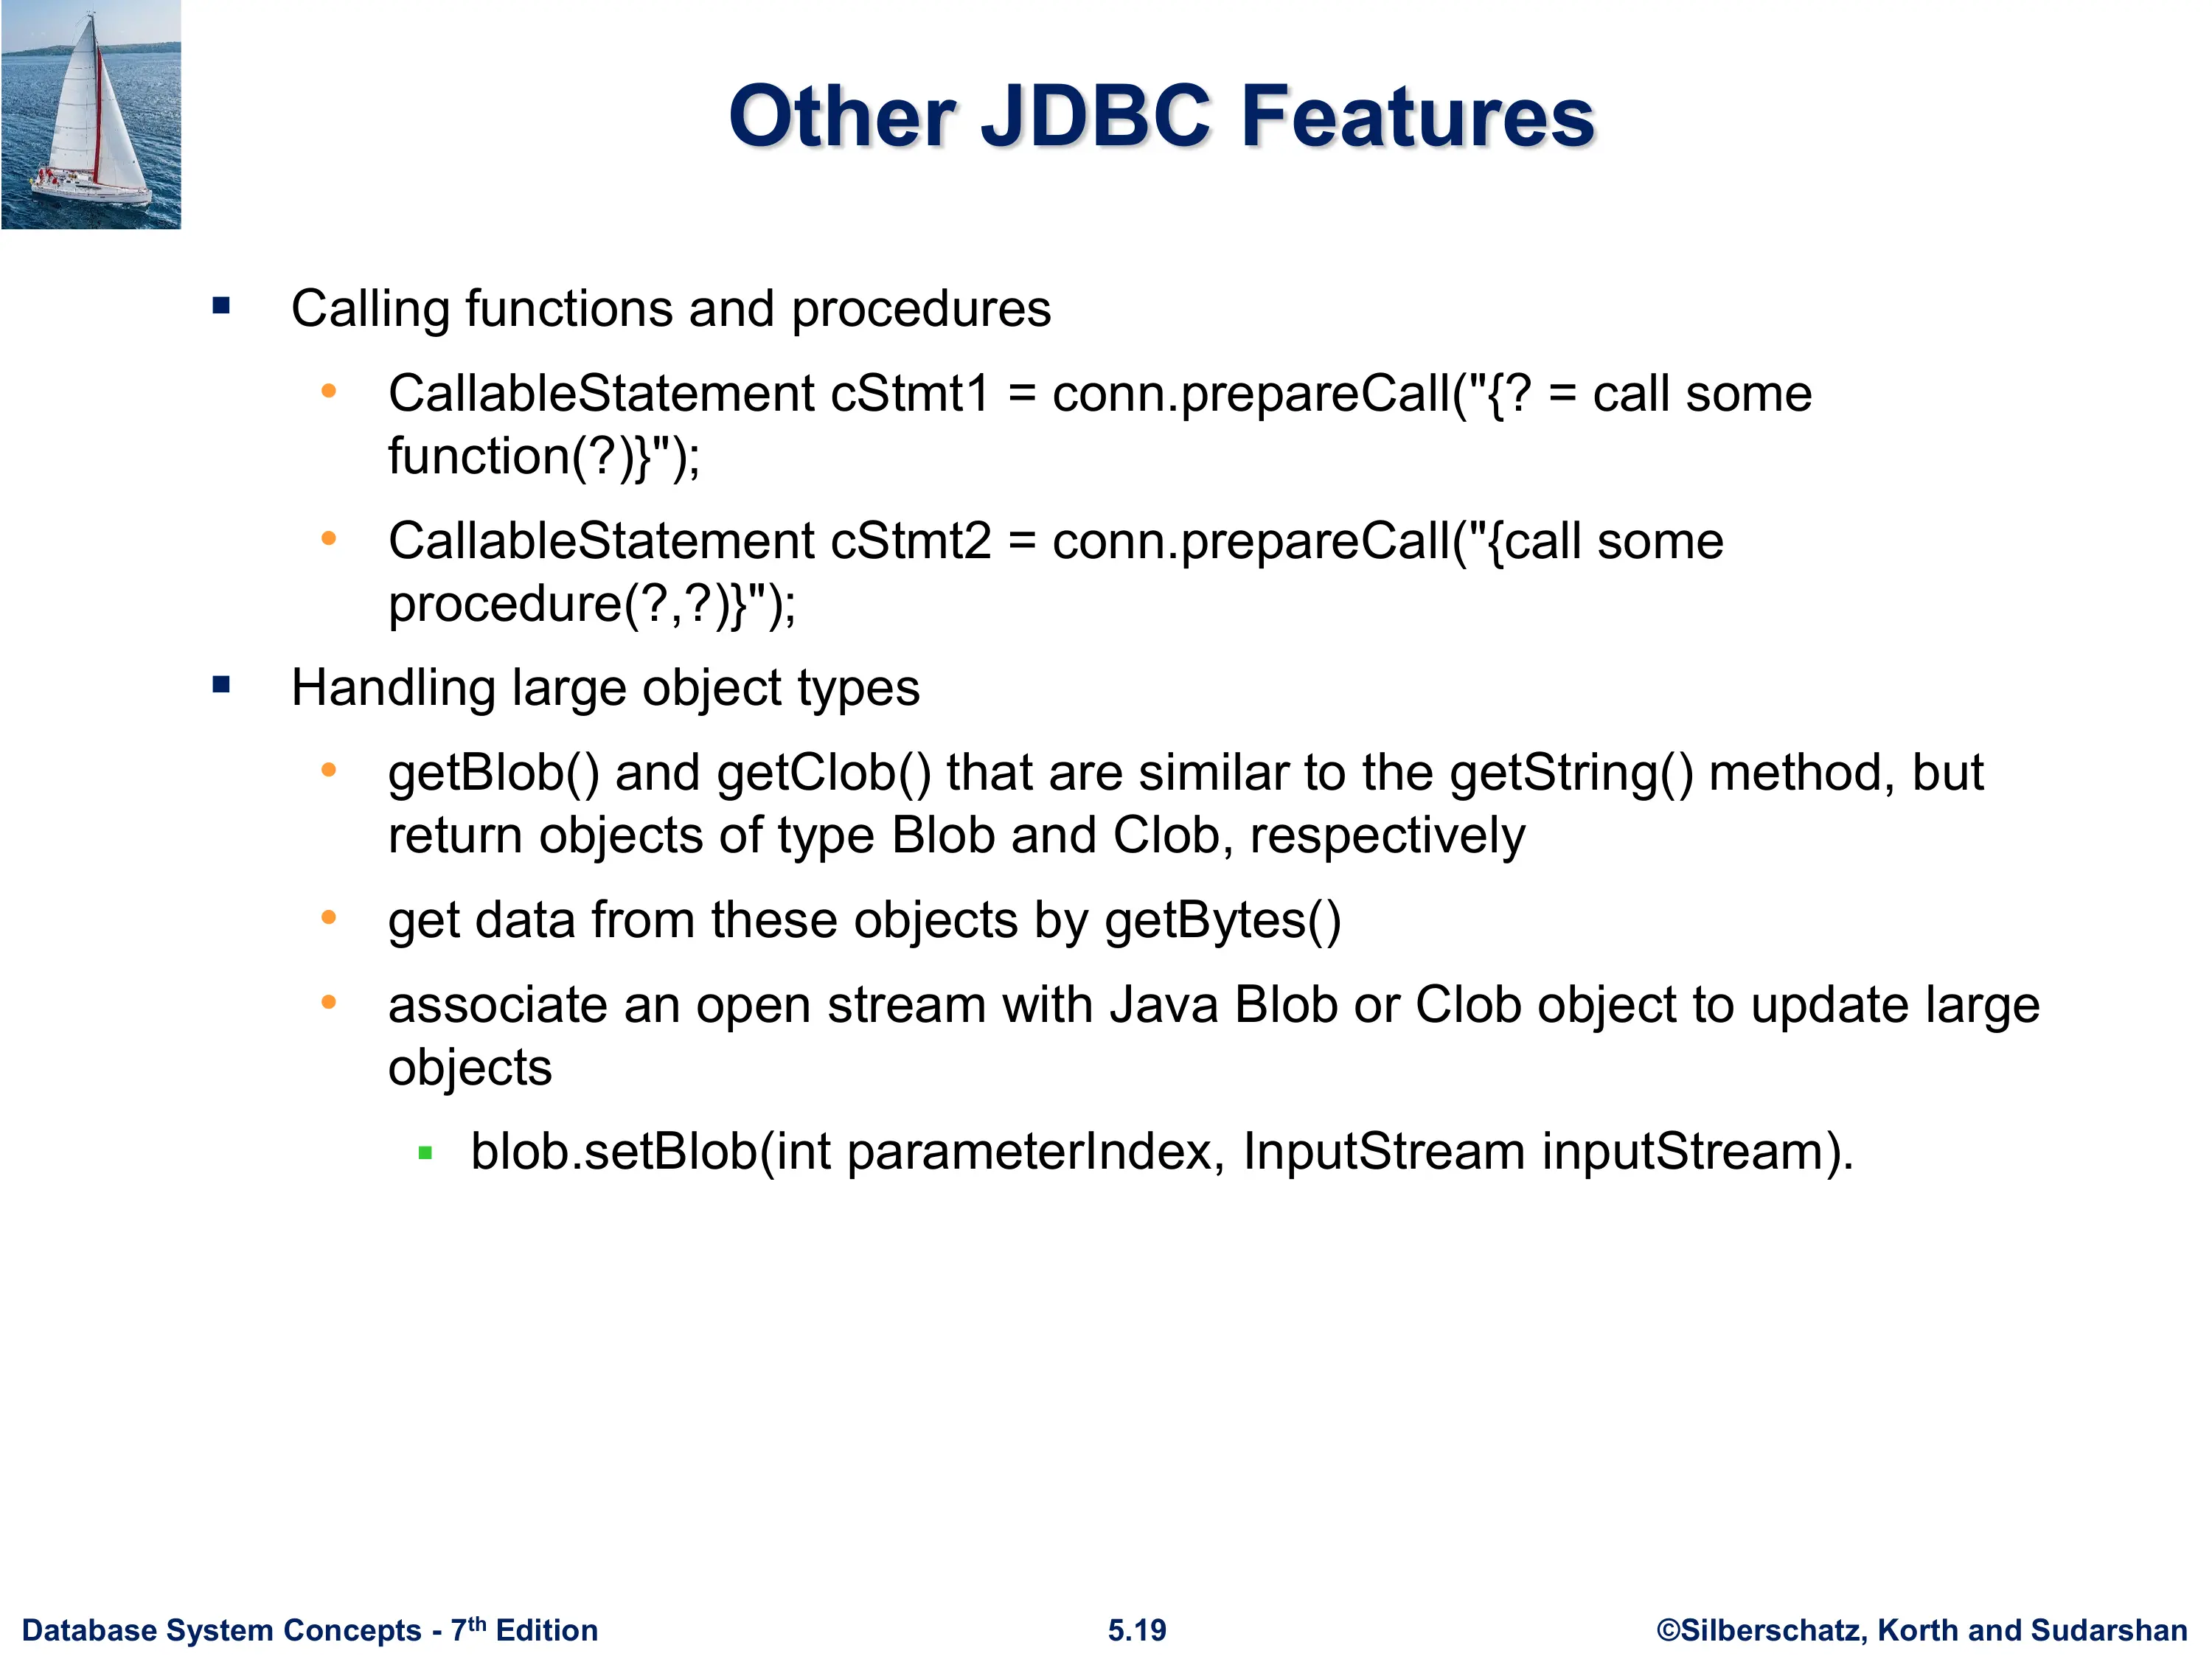 Other JDBC Features
▪ Calling functions and procedures
• CallableStatement cStmt1 = conn.prepareCall("{? = call some
function(?)}");
• CallableStatement cStmt2 = conn.prepareCall("{call some
procedure(?,?)}");
▪ Handling large object types
• getBlob() and getClob() that are similar to the getString() method, but
return objects of type Blob and Clob, respectively
• get data from these objects by getBytes()
• associate an open stream with Java Blob or Clob object to update large
objects
▪ blob.setBlob(int parameterIndex, InputStream inputStream).
Database System Concepts - 7th Edition
5.19
©Silberschatz, Korth and Sudarshan